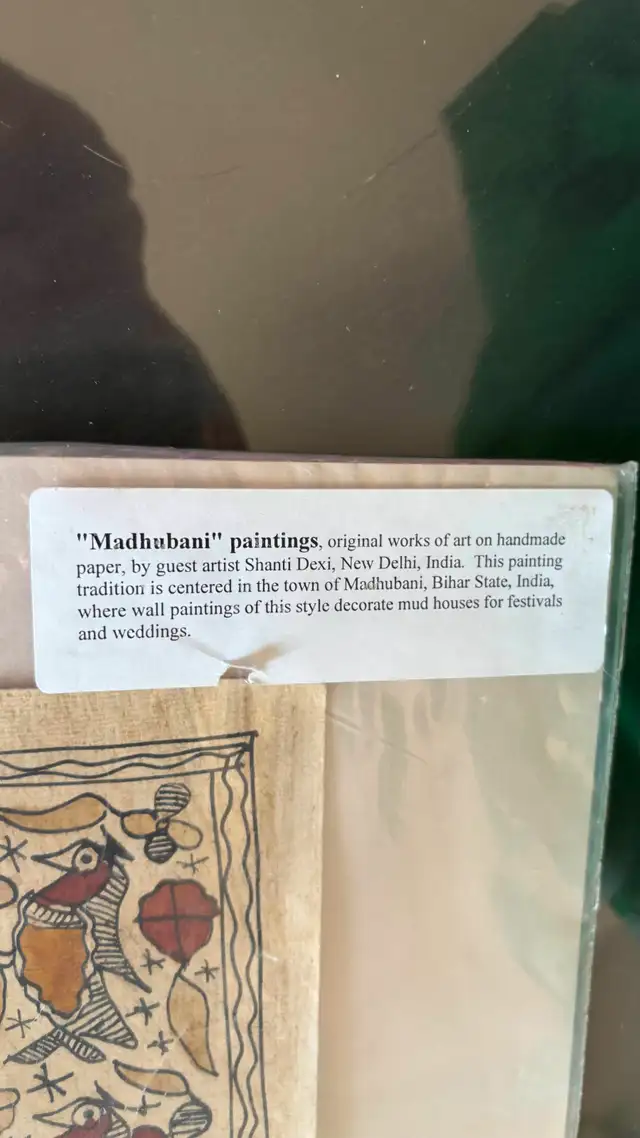 "Madhubani" paintings, original works of art on handmade
paper, by guest artist Shanti Dexi, New Delhi, India.  This painting
tradition is centered in the town of Madhubani, Bihar State, India,
where wall paintings of this style decorate mud houses for festivals
and weddings.